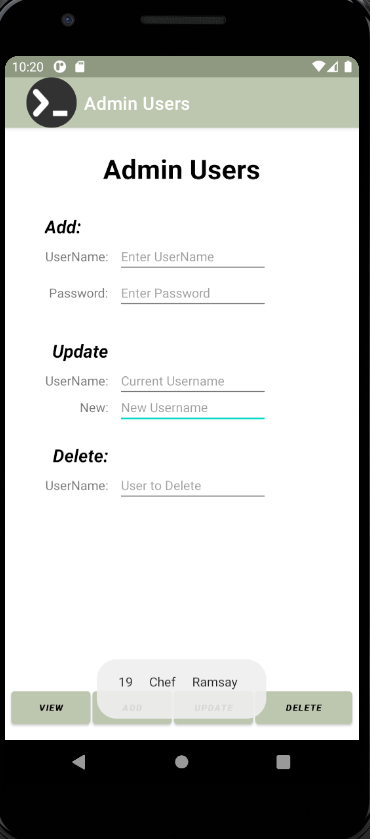 10:20
Admin Users
Admin Users
Add:
UserName: Enter UserName
Password: Enter Password
Update
UserName: Current Username
New: New Username
Delete:
UserName: User to Delete
19 Chef Ramsay
VIEW ADD UPDATE DELETE